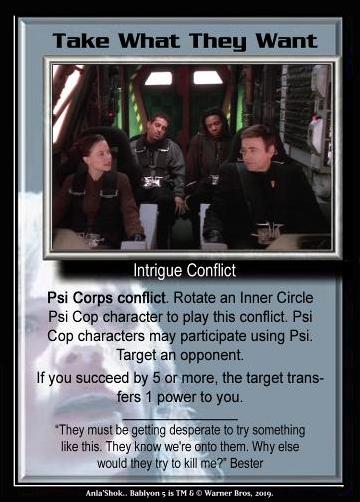 Take What They Want
Intrigue Conflict
Psi Corps conflict. Rotate an Inner Circle
Psi Cop character to play this conflict. Psi
Cop characters may participate using Psi.
Target an opponent.
If you succeed by 5 or more, the target trans-
fers 1 power to you.
“They must be getting desperate to try something
like this. They know we're onto them. Why else
would they try to kill me?” Bester
Anla'Shok.. Bablyon 5 is TM & © Warner Bros, 2019.